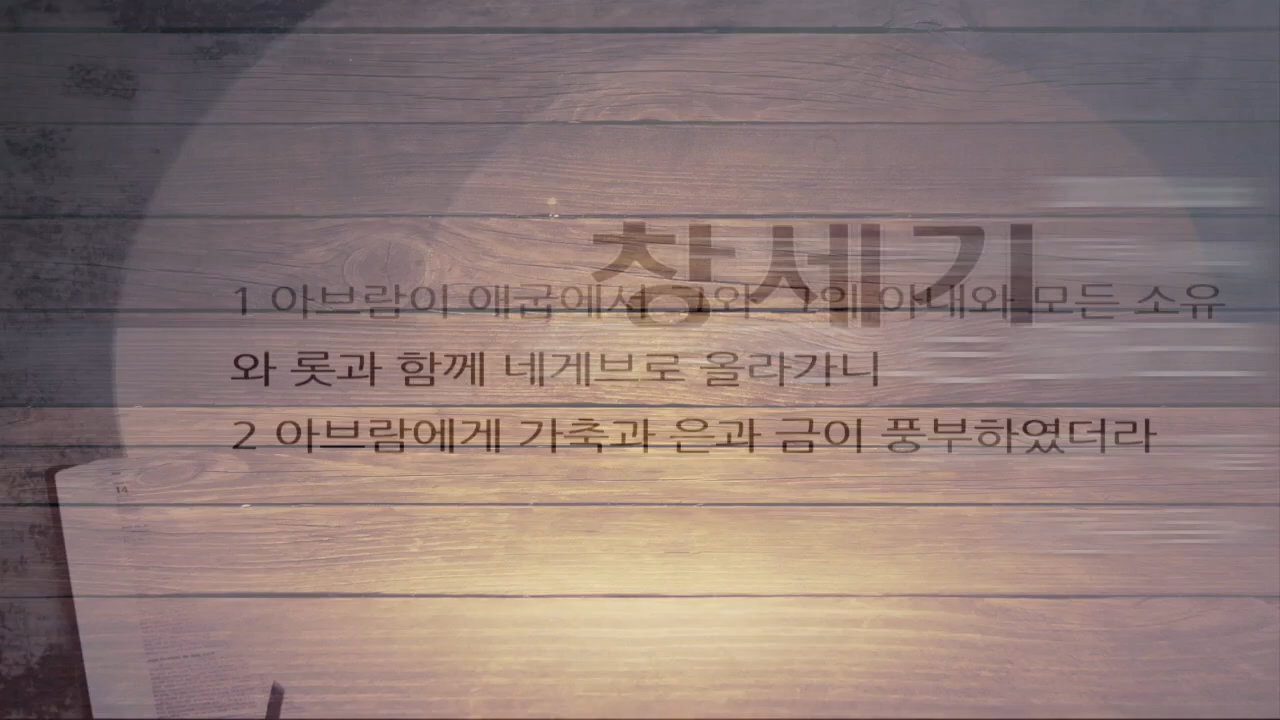 창세기
1 아브람이 애굽에서 그와 그의 아내와 모든 소유
와 롯과 함께 네게브로 올라가니
2 아브람에게 가축과 은과 금이 풍부하였더라